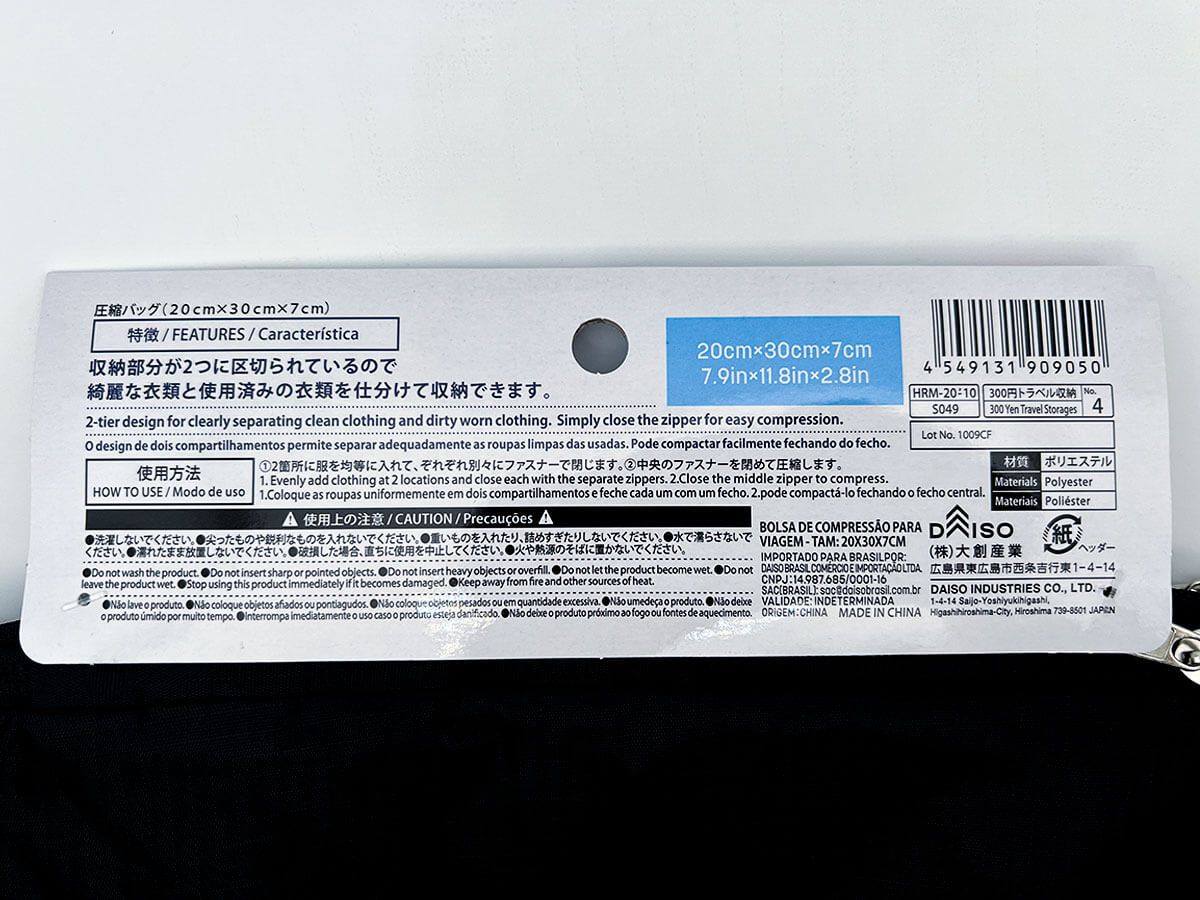 圧縮バッグ(20cm×30cm×7cm)
特徴 / FEATURES / Característica
収納部分が2つに区切られているので
綺麗な衣類と使用済みの衣類を仕分けて収納できます。
2-tier design for clearly separating clean clothing and dirty worn clothing. Simply close the zipper for easy compression.
O design de dois compartilhamentos permite separar adequadamente as roupas limpas das usadas. Pode compactar facilmente fechando do fecho.
使用方法
HOW TO USE / Modo de uso
①2箇所に服を均等に入れて、ぞれぞれ別々にファスナーで閉じます。②中央のファスナーを閉めて圧縮します。
1. Evenly add clothing at 2 locations and close each with the separate zippers. 2.Close the middle zipper to compress.
1.Coloque as roupas uniformemente em dois compartilhamentos e feche cada um com um fecho. 2.pode compactá-lo fechando o fecho central.
使用上の注意 / CAUTION / Precauções
●洗濯しないでください。●尖ったものや鋭利なものを入れないでください。●重いものを入れたり、詰めすぎたりしないでください。●水で濡らさないで
ください。●濡れたまま放置しないでください。●破損した場合、直ちに使用を中止してください。●火や熱源のそばに置かないでください。
●Do not wash the product. ●Do not insert sharp or pointed objects. ●Do not insert heavy objects or overfill. ●Do not let the product become wet. ●Do not
leave the product wet. ●Stop using this product immediately if it becomes damaged. ●Keep away from fire and other sources of heat.
●Não lave o produto. ●Não coloque objetos afiados ou pontiagudos. ●Não coloque objetos pesados ou em quantidade excessiva. ●Não umedeça o produto. ●Não deixe
o produto úmido por muito tempo. ●Interrompa imediatamente o uso caso o produto esteja danificado. ●Não deixe o produto próximo ao fogo ou fontes de aquecimento.
20cm×30cm×7cm
7.9in×11.8in×2.8in
4 549131 909050
HRM-20-10
S049
300円トラベル収納
300 Yen Travel Storages
No.
4
Lot No. 1009CF
材質 ポリエステル
Materials Polyester
Materiais Poliéster
BOLSA DE COMPRESSÃO PARA
VIAGEM - TAM: 20X30X7CM
IMPORTADO PARA BRASILPOR:
DAISO BRASIL COMÉRCIO E IMPORTAÇÃO LTDA.
CNPJ:14.987.685/0001-16
SAC(BRASIL): sac@daisobrasil.com.br
VALIDADE: INDETERMINADA
ORIGEM:CHINA MADE IN CHINA
DAISO
紙
ヘッダー
(株)大創産業
広島県東広島市西条吉行東1-4-14
DAISO INDUSTRIES CO., LTD.
1-4-14 Saijo-Yoshiyukihigashi,
Higashihiroshima-City, Hiroshima 739-8501 JAPAN